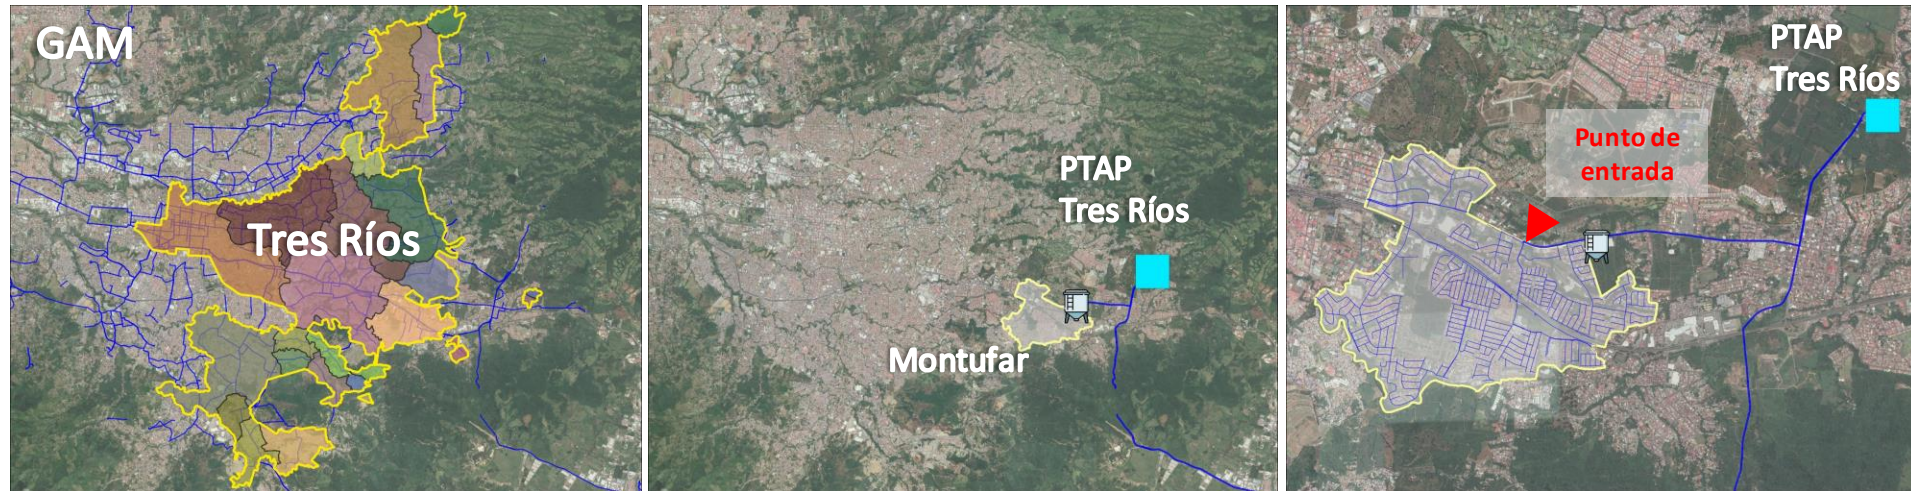 GAM
Tres Ríos
PTAP
Tres Ríos
Montufar
PTAP
Tres Ríos
Punto de
entrada